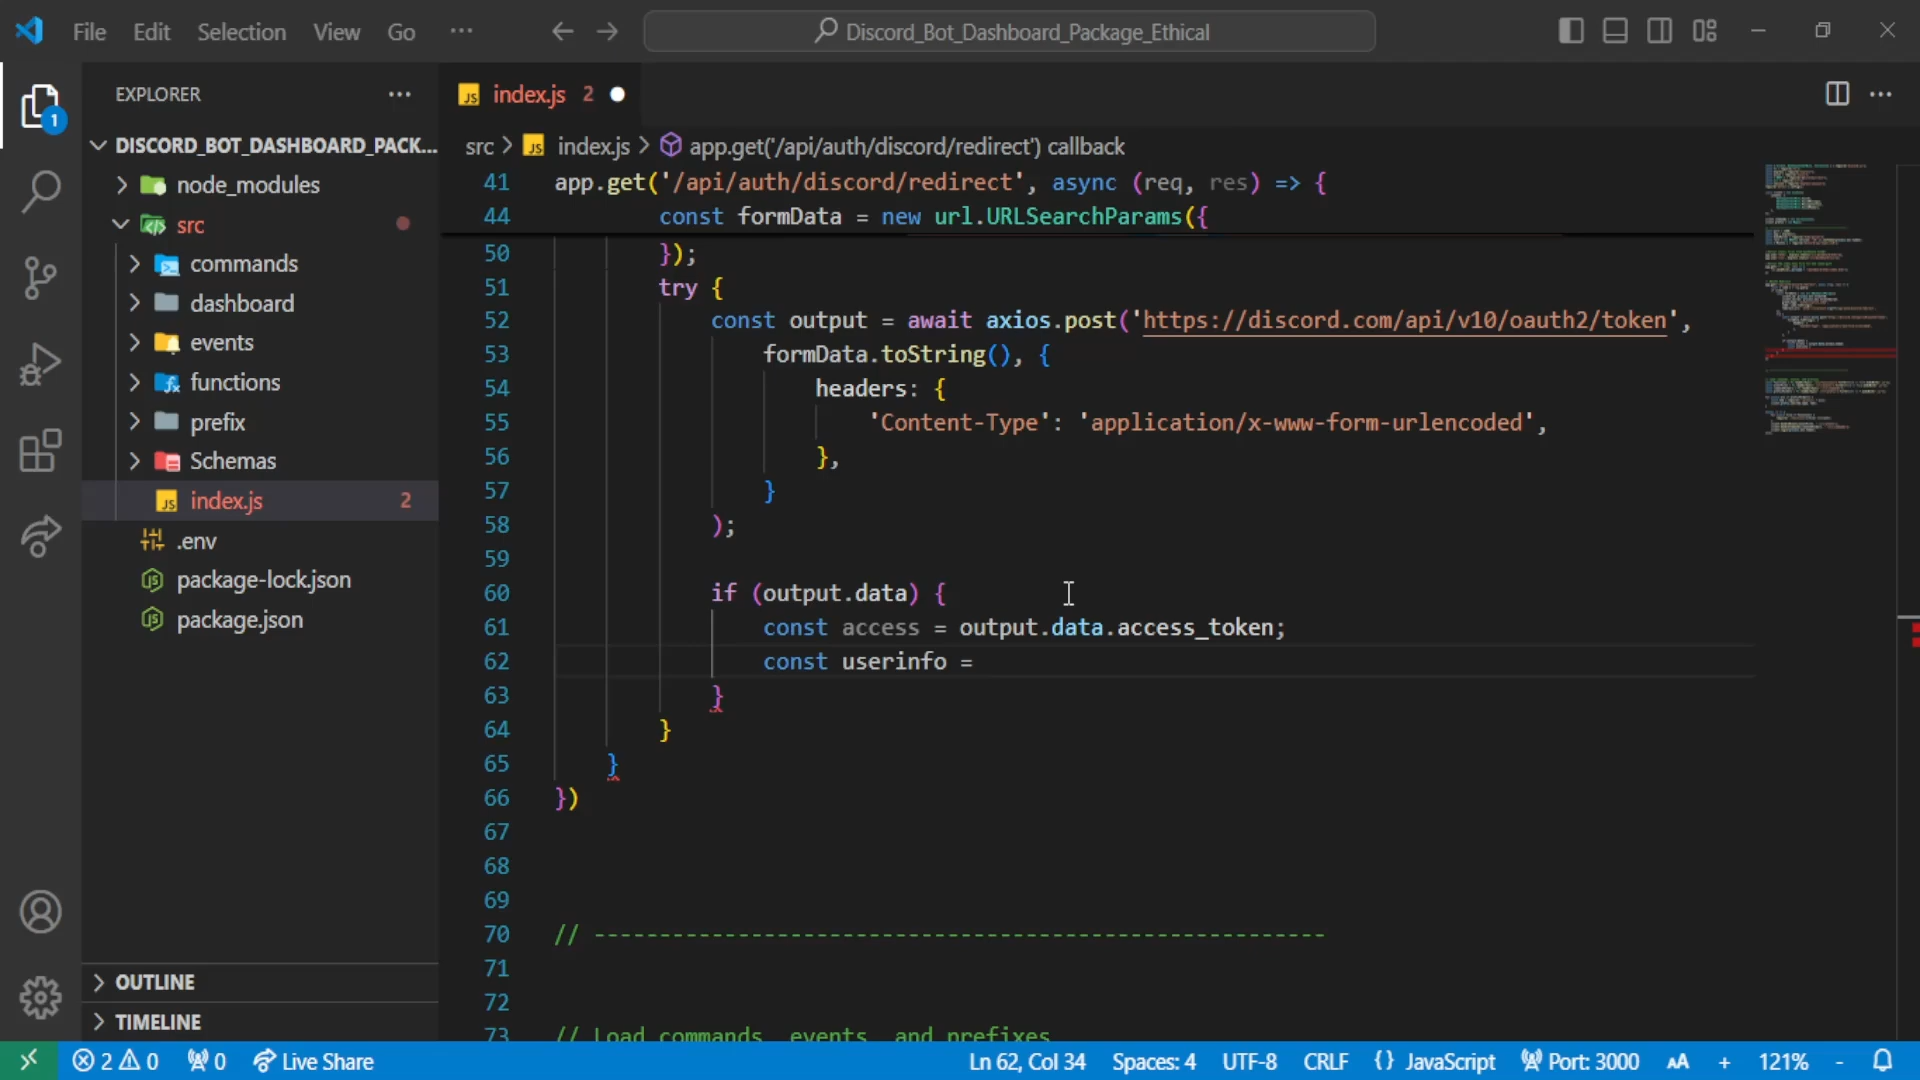 File Edit Selection View Go ··· Discord_Bot_Dashboard_Package_Ethical
EXPLORER ···
DISCORD_BOT_DASHBOARD_PACK...
node_modules
src
commands
dashboard
events
functions
prefix
Schemas
JS index.js 2
.env
package-lock.json
package.json
OUTLINE
TIMELINE
1
JS index.js 2
src > JS index.js > app.get('/api/auth/discord/redirect') callback
41 app.get('/api/auth/discord/redirect', async (req, res) => {
44 const formData = new url.URLSearchParams({
50 });
51 try {
52 const output = await axios.post('https://discord.com/api/v10/oauth2/token',
53 formData.toString(), {
54 headers: {
55 'Content-Type': 'application/x-www-form-urlencoded',
56 },
57 }
58 );
59
60 if (output.data) {
61 const access = output.data.access_token;
62 const userinfo =
63 }
64 }
65 }
66 })
67
68
69
70 // --------------------------------------------------------
71
72
73 // Load commands, events, and prefixes
2 0 0 Live Share Ln 62, Col 34 Spaces: 4 UTF-8 CRLF {} JavaScript Port: 3000 AA + 121% -